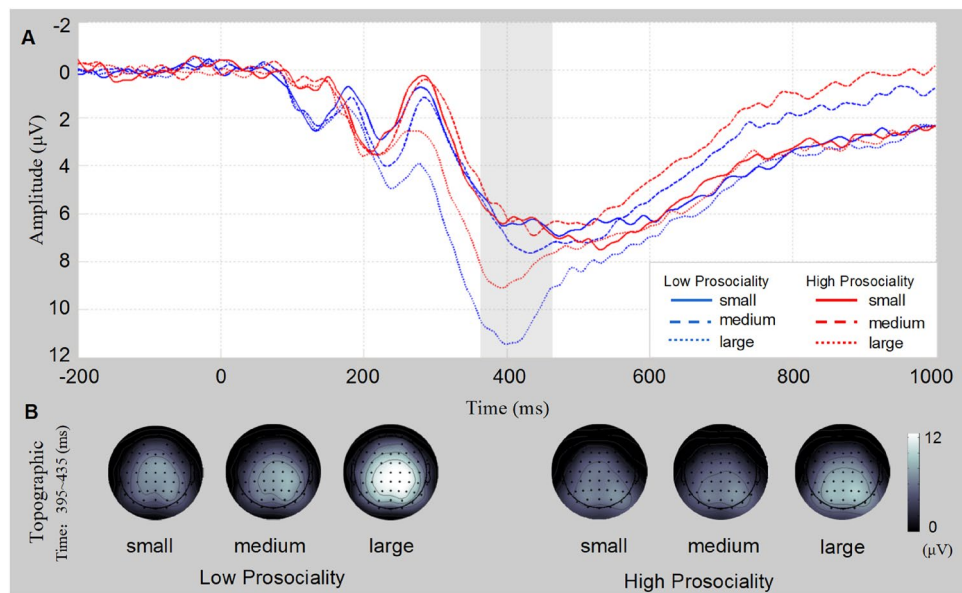 A
-2
0
2
4
6
8
10
12
Amplitude (μV)
-200
0
200
400
600
800
1000
Time (ms)
Low Prosociality
small
medium
large
High Prosociality
small
medium
large
B
Topographic
Time: 395~435 (ms)
small
medium
large
Low Prosociality
small
medium
large
High Prosociality
12
0
(μV)